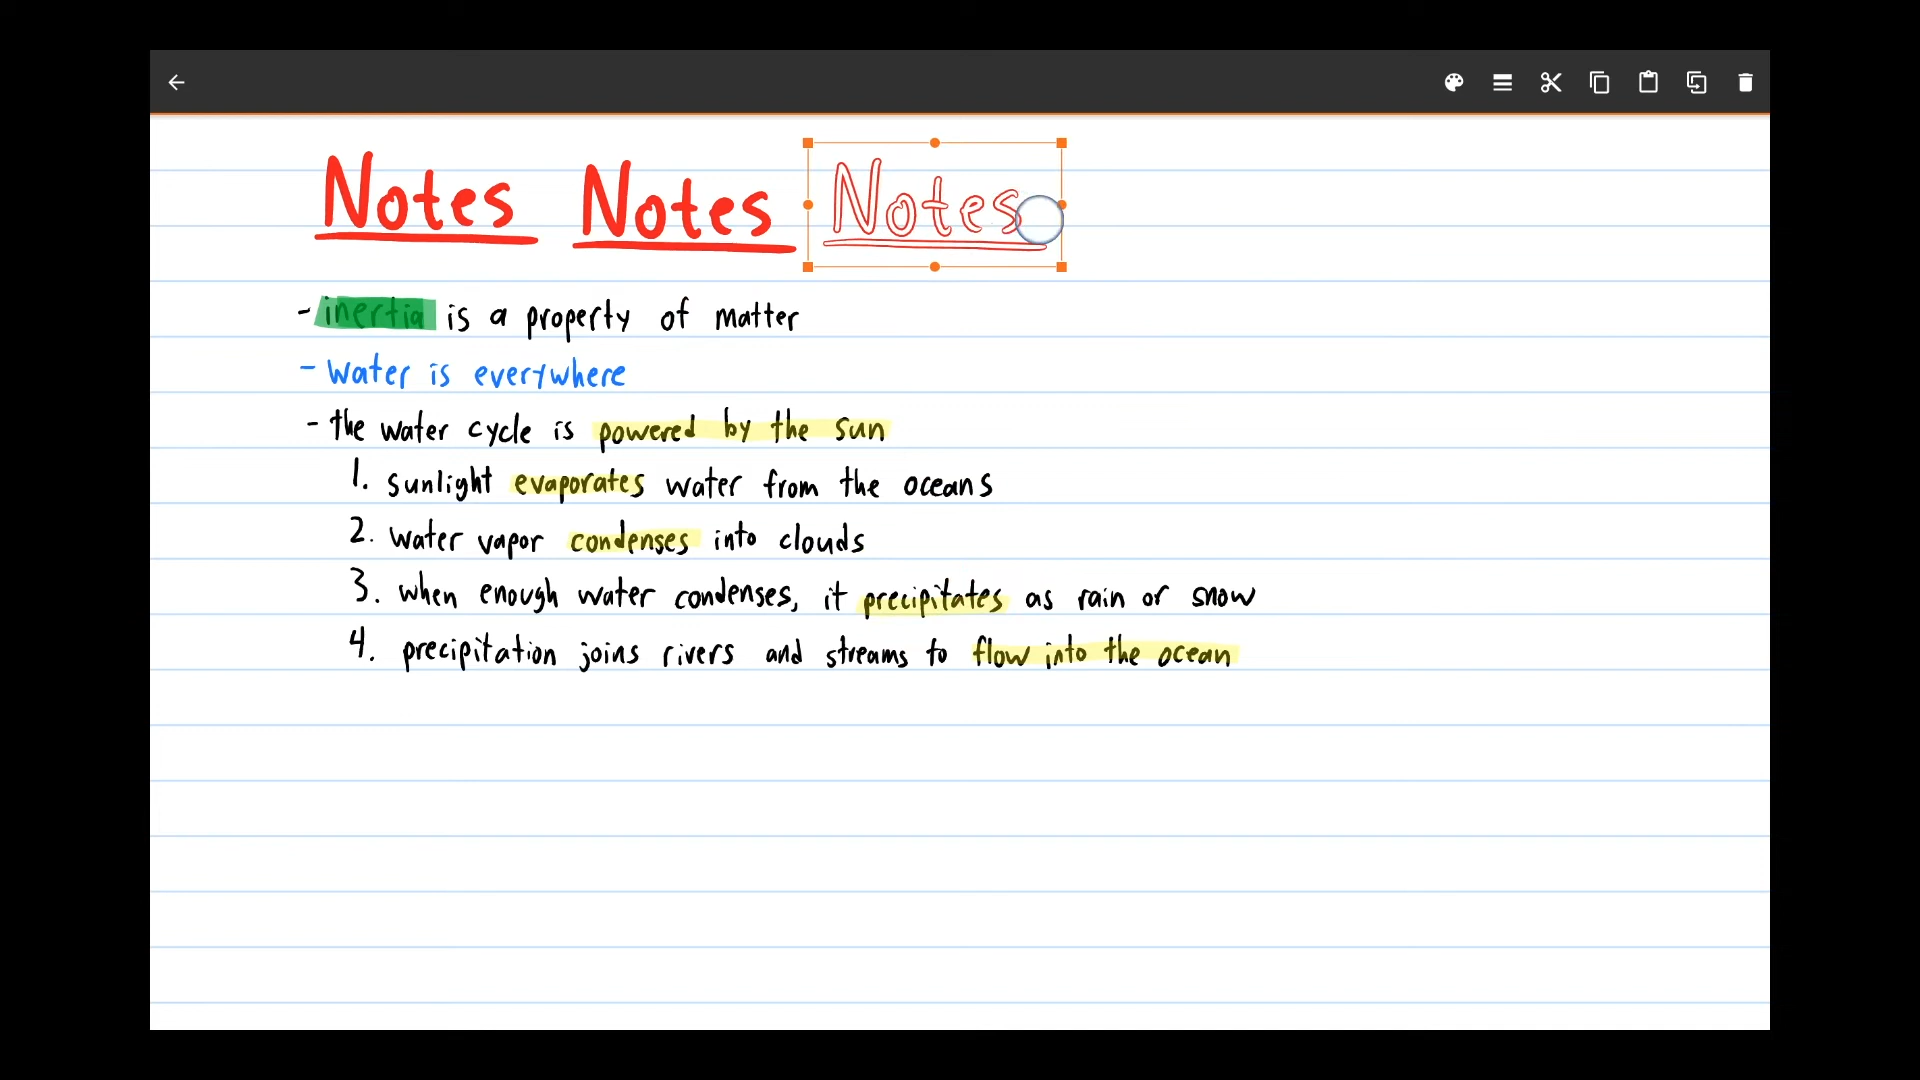 Notes Notes Notes
- inertia is a property of matter
- water is everywhere
- the water cycle is powered by the sun
1. sunlight evaporates water from the oceans
2. water vapor condenses into clouds
3. when enough water condenses, it precipitates as rain or snow
4. precipitation joins rivers and streams to flow into the ocean